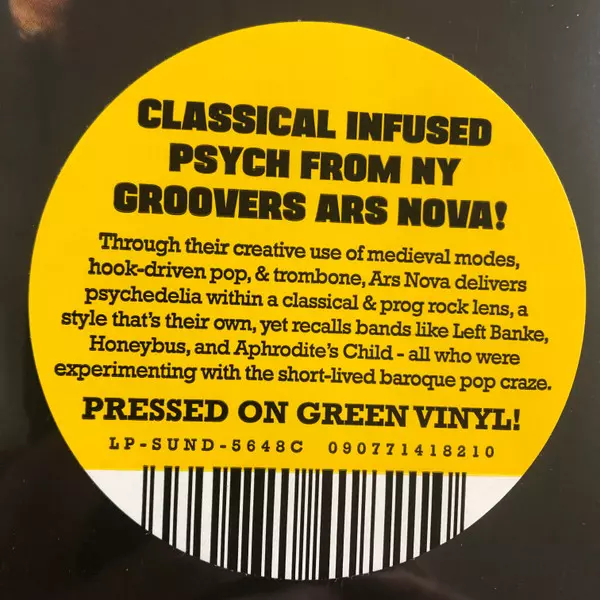 CLASSICAL INFUSED
PSYCH FROM NY
GROOVERS ARS NOVA!
Through their creative use of medieval modes,
hook-driven pop, & trombone, Ars Nova delivers
psychedelia within a classical & prog rock lens, a
style that's their own, yet recalls bands like Left Banke,
Honeybus, and Aphrodite's Child - all who were
experimenting with the short-lived baroque pop craze.
PRESSED ON GREEN VINYL!
LP-SUND-5648C 090771418210